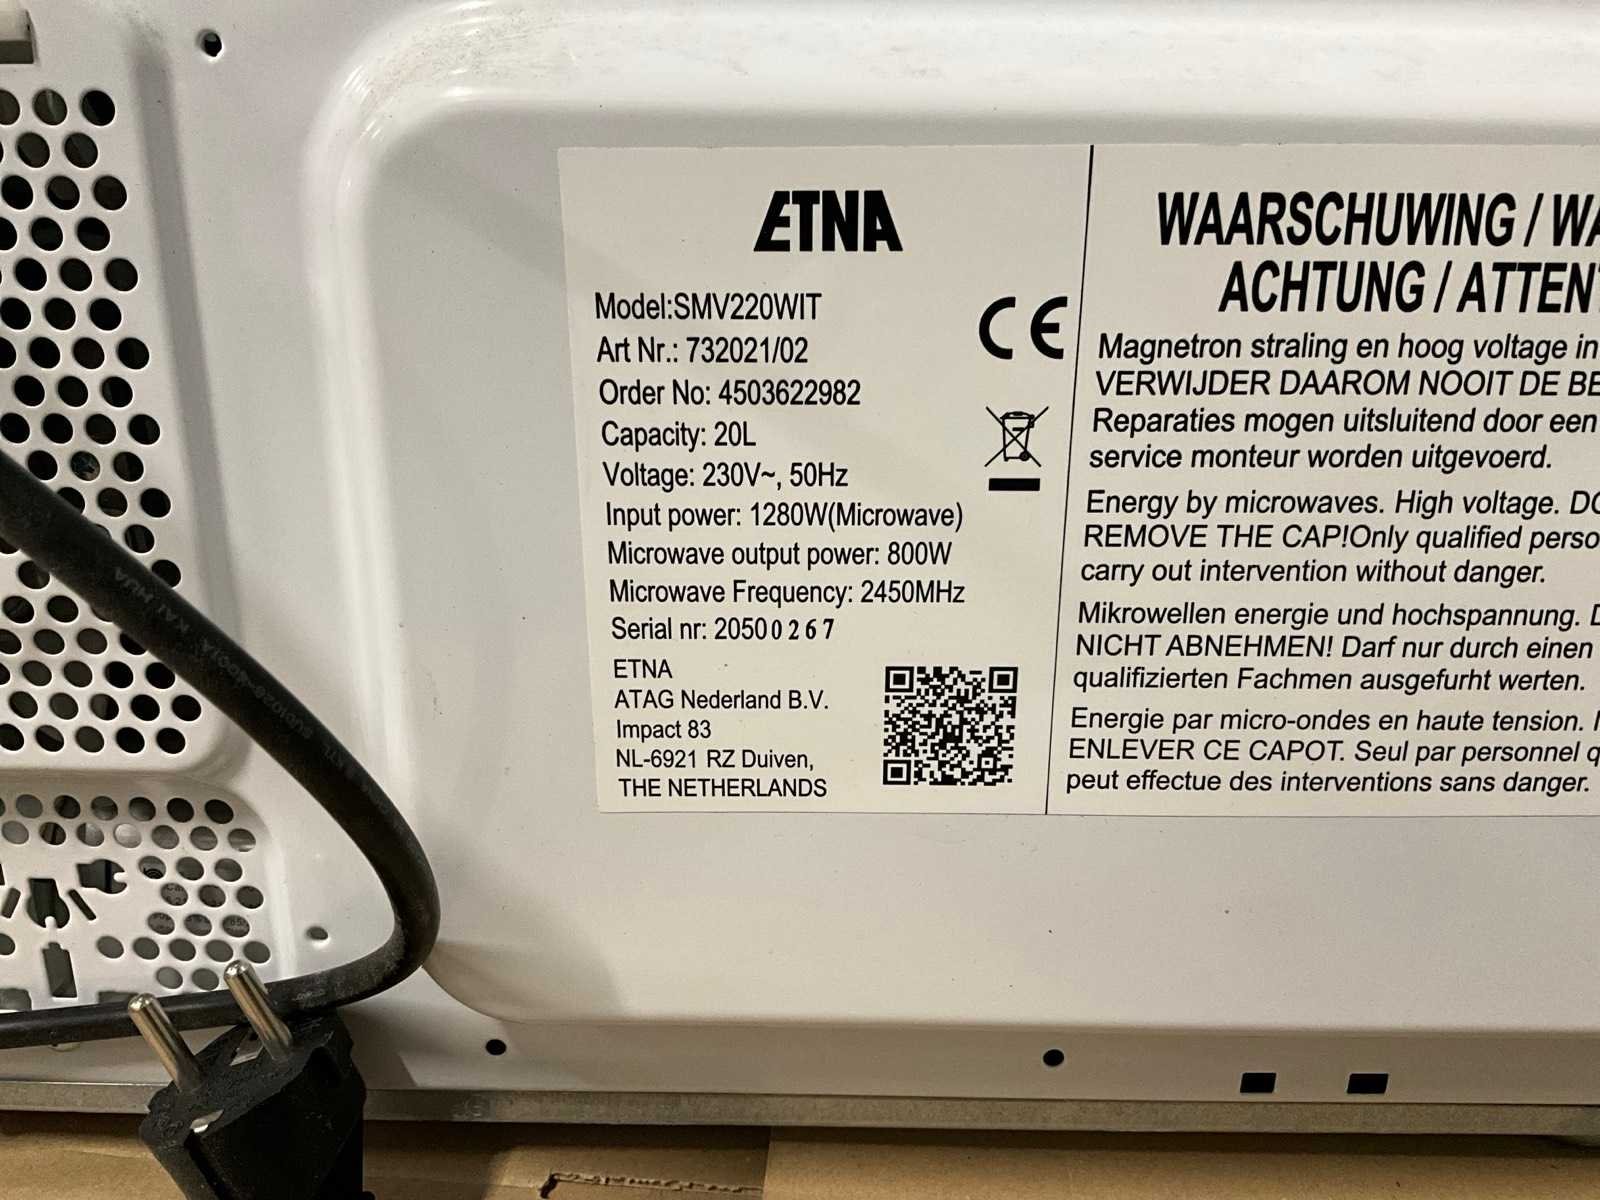 ETNA
Model:SMV220WIT
Art Nr.: 732021/02
Order No: 4503622982
Capacity: 20L
Voltage: 230V~, 50Hz
Input power: 1280W(Microwave)
Microwave output power: 800W
Microwave Frequency: 2450MHz
Serial nr: 20500267
ETNA
ATAG Nederland B.V.
Impact 83
NL-6921 RZ Duiven,
THE NETHERLANDS
CE
WAARSCHUWING /
ACHTUNG /
Magnetron straling en hoog voltage in
VERWIJDER DAAROM NOOIT DE
Reparaties mogen uitsluitend door een
service monteur worden uitgevoerd.
Energy by microwaves. High voltage.
REMOVE THE CAP!Only qualified
carry out intervention without danger.
Mikrowellen energie und hochspannung.
NICHT ABNEHMEN! Darf nur durch einen
qualifizierten Fachmen ausgefurht werten.
Energie par micro-ondes en haute tension.
ENLEVER CE CAPOT. Seul par personnel
peut effectue des interventions sans danger.
KAI HUA